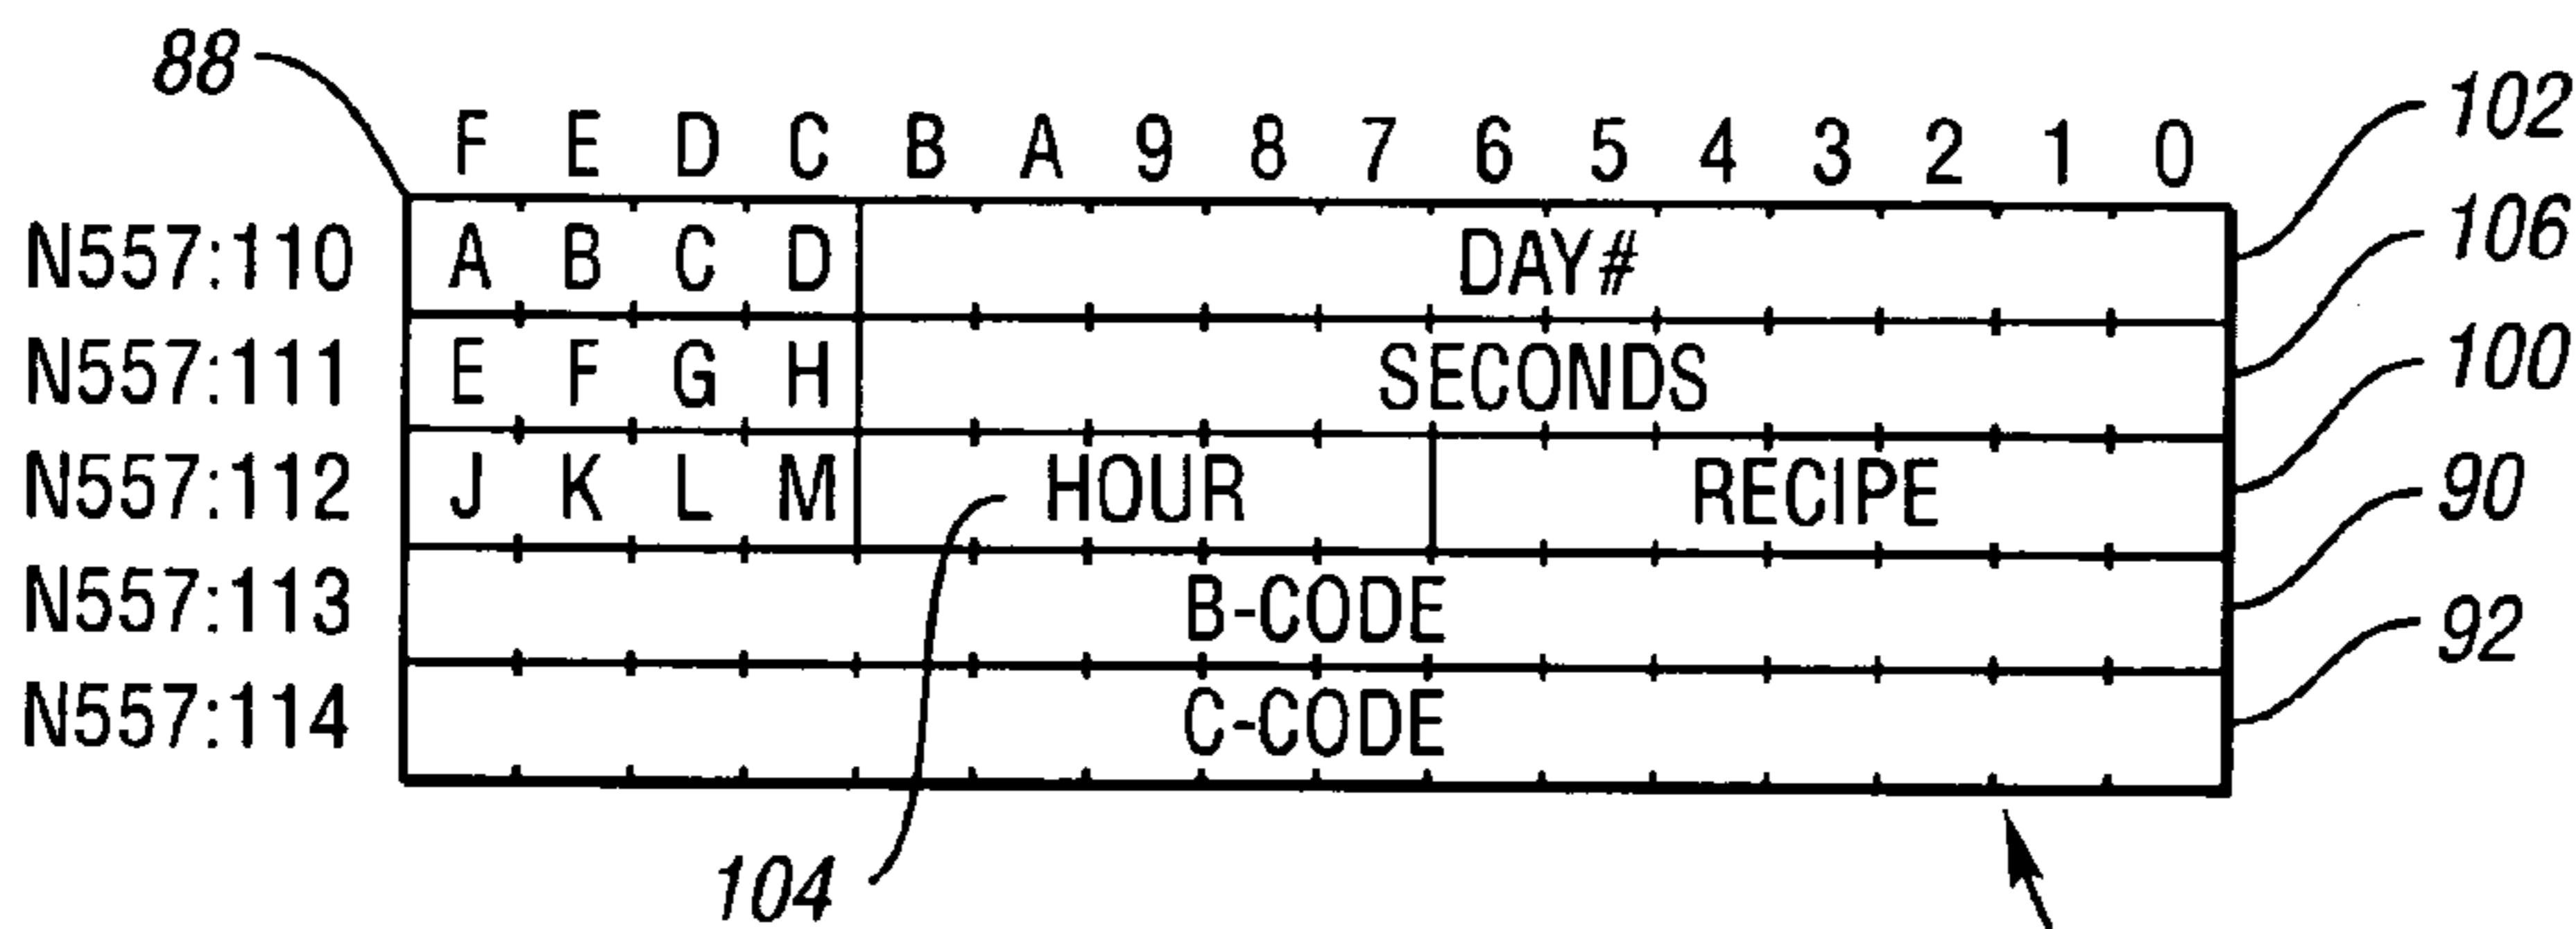 88
F E D C B A 9 8 7 6 5 4 3 2 1 0 102
N557:110 A B C D DAY# 106
N557:111 E F G H SECONDS 100
N557:112 J K L M HOUR RECIPE 90
N557:113 B-CODE 92
N557:114 C-CODE
104